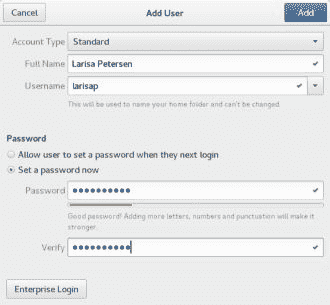 Cancel Add User Add
Account Type Standard
Full Name Larisa Petersen
Username larisap
This will be used to name your home folder and can't be changed.
Password
Allow user to set a password when they next login
Set a password now
Password ●●●●●●●●●●
Good password! Adding more letters, numbers and punctuation will make it
stronger.
Verify ●●●●●●●●●●
Enterprise Login